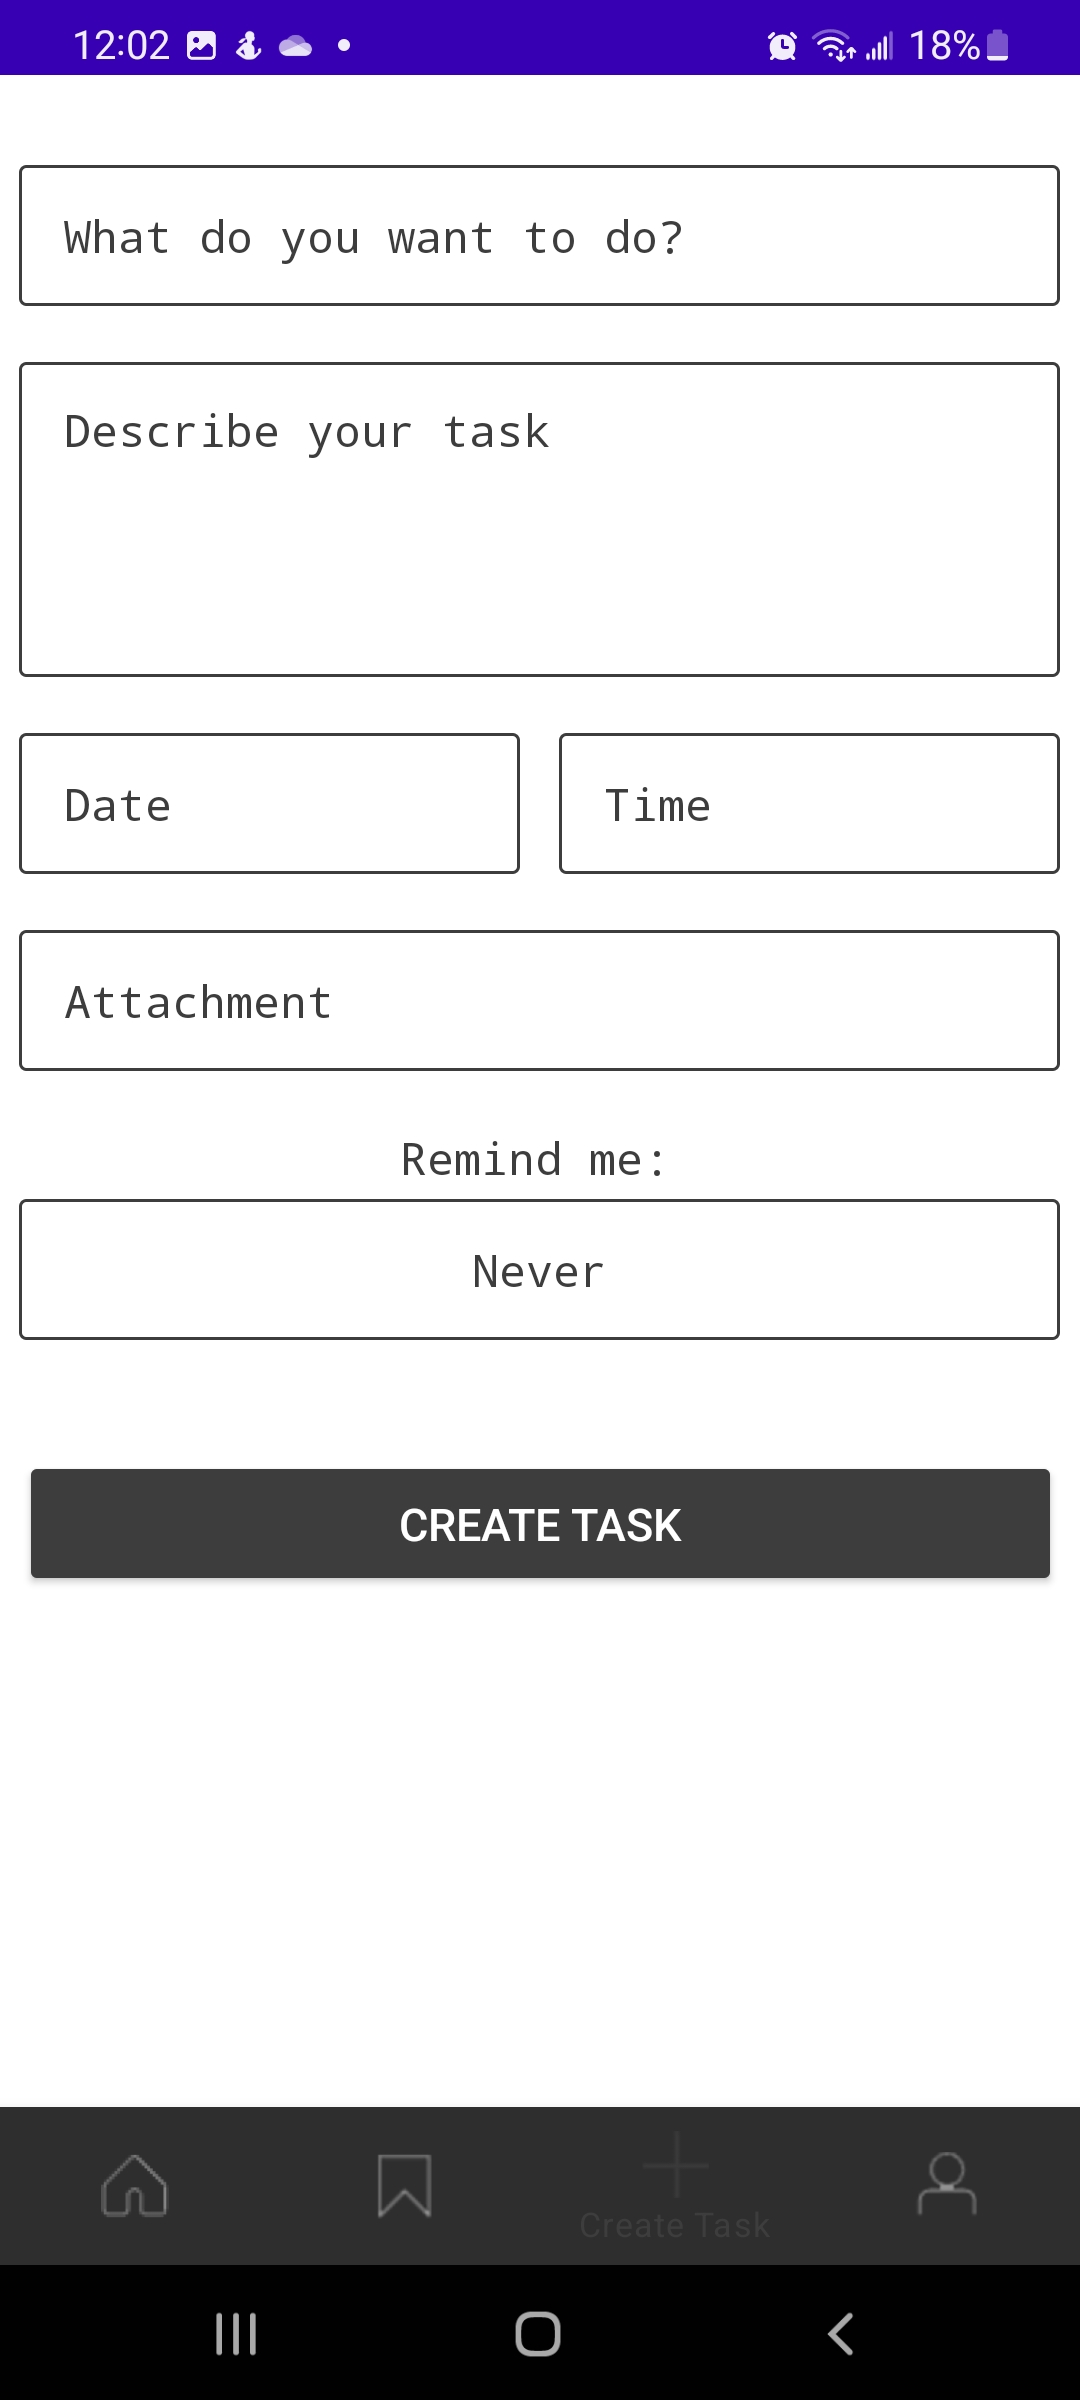 12:02 18%
What do you want to do?
Describe your task
Date Time
Attachment
Remind me:
Never
CREATE TASK
Create Task